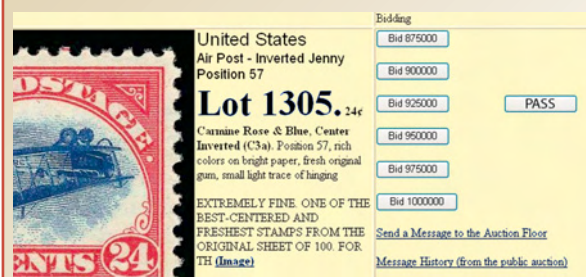 Bidding
POSTAGE
CENTS 24
United States
Air Post - Inverted Jenny
Position 57
Lot 1305. 24¢
Carmine Rose & Blue, Center
Inverted (C3a). Position 57, rich
colors on bright paper, fresh original
gum, small light trace of hinging
EXTREMELY FINE. ONE OF THE
BEST-CENTERED AND
FRESHEST STAMPS FROM THE
ORIGINAL SHEET OF 100. FOR
TH (Image)
Bid 875000
Bid 900000
Bid 925000
PASS
Bid 950000
Bid 975000
Bid 1000000
Send a Message to the Auction Floor
Message History (from the public auction)